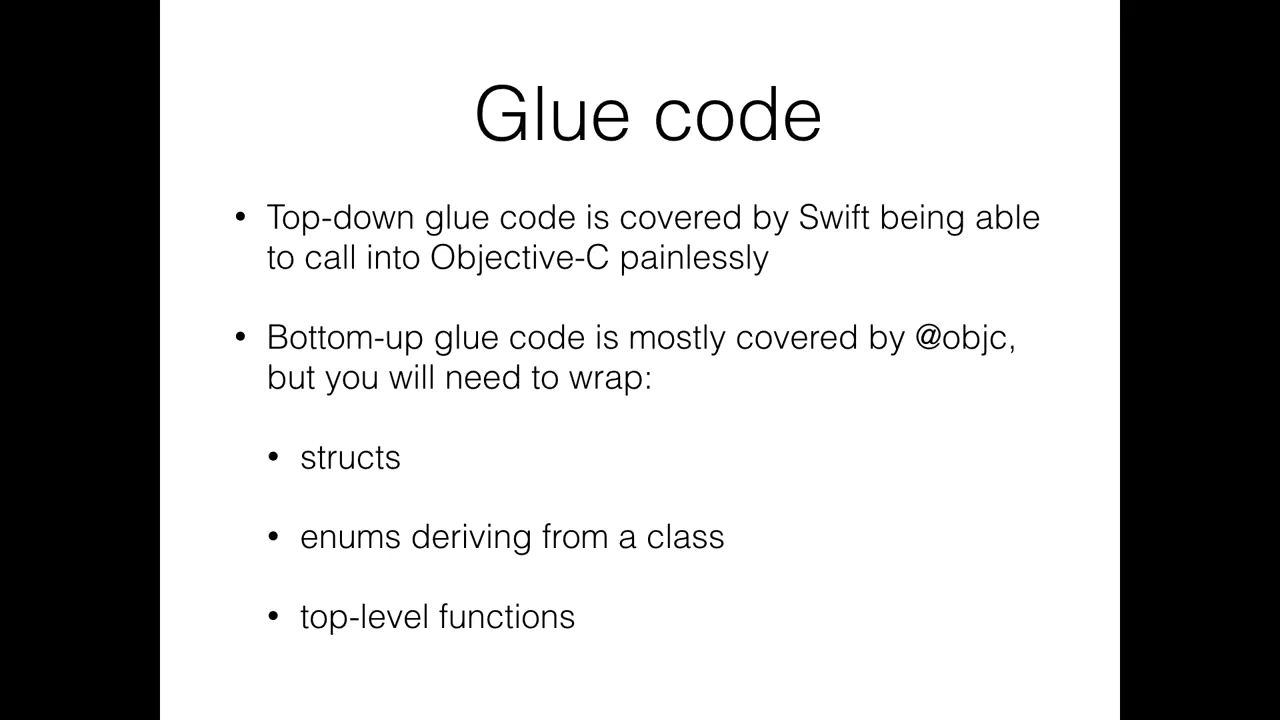 Glue code
• Top-down glue code is covered by Swift being able
to call into Objective-C painlessly
• Bottom-up glue code is mostly covered by @objc,
but you will need to wrap:
• structs
• enums deriving from a class
• top-level functions